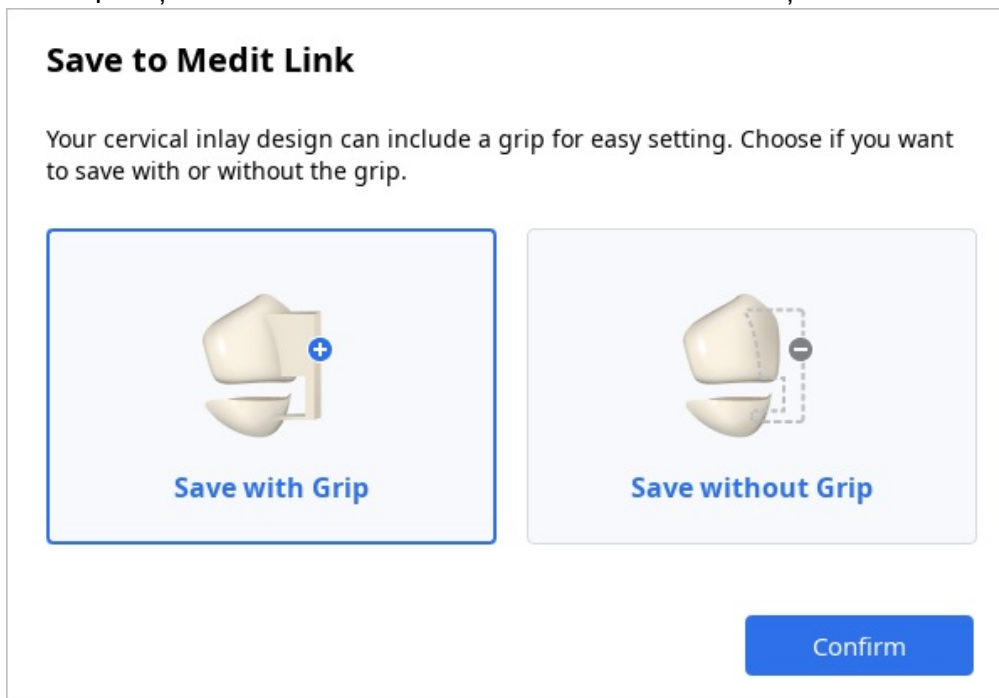 Save to Medit Link
Your cervical inlay design can include a grip for easy setting. Choose if you want
to save with or without the grip.
Save with Grip
Save without Grip
Confirm